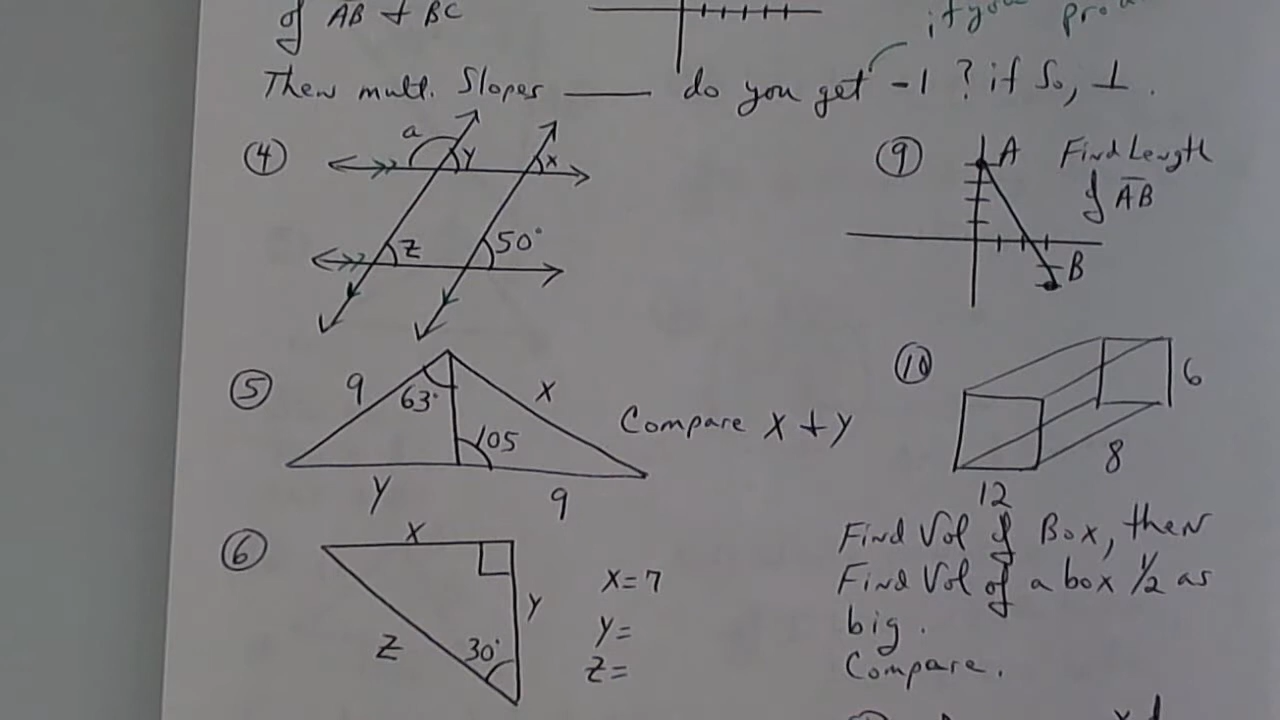 of AB + BC
if you
Then mult. Slopes ___ do you get -1 ? if So, ⊥ .
④
a
y
x
z
50°
⑨
A
Find Length
of AB
B
⑤
9
63°
x
105
y
9
Compare x + y
⑩
6
8
12
Find Vol of Box, then
Find Vol of a box 1/2 as
big .
Compare.
⑥
x
y
z
30°
x = 7
y =
z =